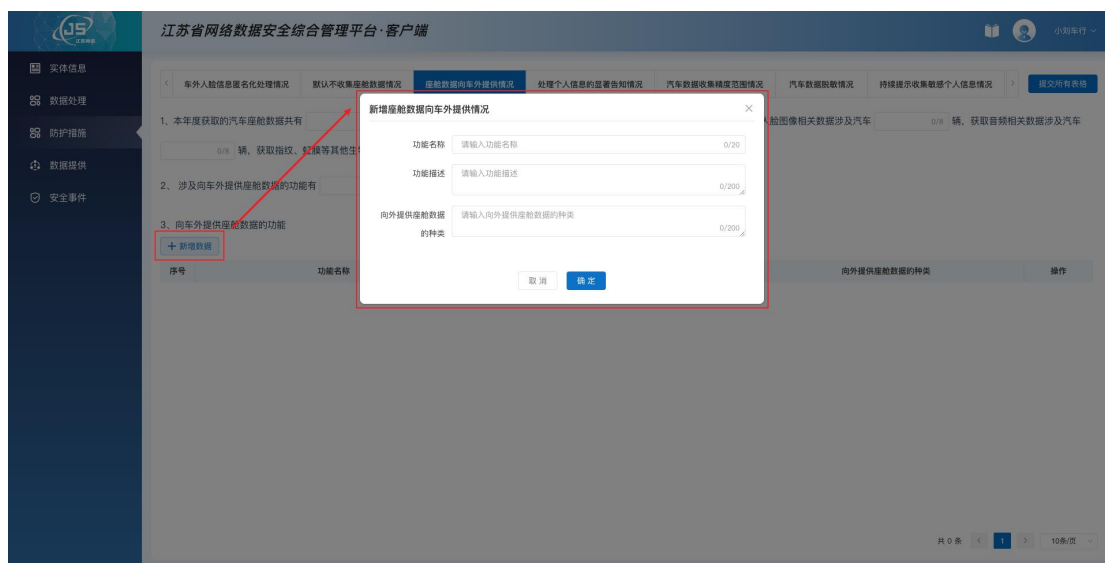 JS
江苏省网络数据安全综合管理平台·客户端
小刘车行
实体信息
数据处理
防护措施
数据提供
安全事件
车外人脸信息匿名化处理情况 默认不收集座舱数据情况 座舱数据向车外提供情况 处理个人信息的显著告知情况 汽车数据收集精度范围情况 汽车数据脱敏情况 持续提示收集敏感个人信息情况 提交所有表格
1、本年度获取的汽车座舱数据共有
脸图像相关数据涉及汽车 0/8 辆，获取音频相关数据涉及汽车
0/8 辆，获取指纹、虹膜等其他生
2、 涉及向车外提供座舱数据的功能有
3、向车外提供座舱数据的功能
+ 新增数据
序号 功能名称 向外提供座舱数据的种类 操作
新增座舱数据向车外提供情况
功能名称 请输入功能名称 0/20
功能描述 请输入功能描述 0/200
向外提供座舱数据的种类 请输入向外提供座舱数据的种类 0/200
取 消 确 定
共 0 条 1 10条/页